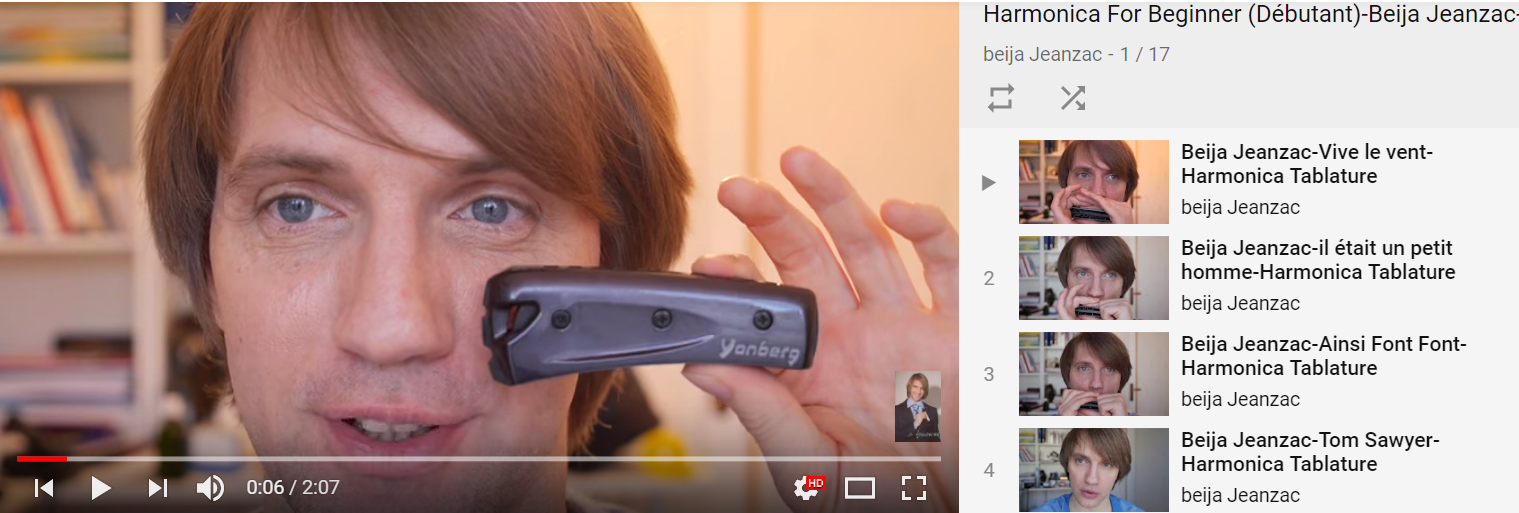 Harmonica For Beginner (Débutant)-Beija Jeanzac-
beija Jeanzac - 1 / 17
Beija Jeanzac-Vive le vent-
Harmonica Tablature
beija Jeanzac
2
Beija Jeanzac-il était un petit
homme-Harmonica Tablature
beija Jeanzac
3
Beija Jeanzac-Ainsi Font Font-
Harmonica Tablature
beija Jeanzac
4
Beija Jeanzac-Tom Sawyer-
Harmonica Tablature
beija Jeanzac
Yonberg
0:06 / 2:07
HD